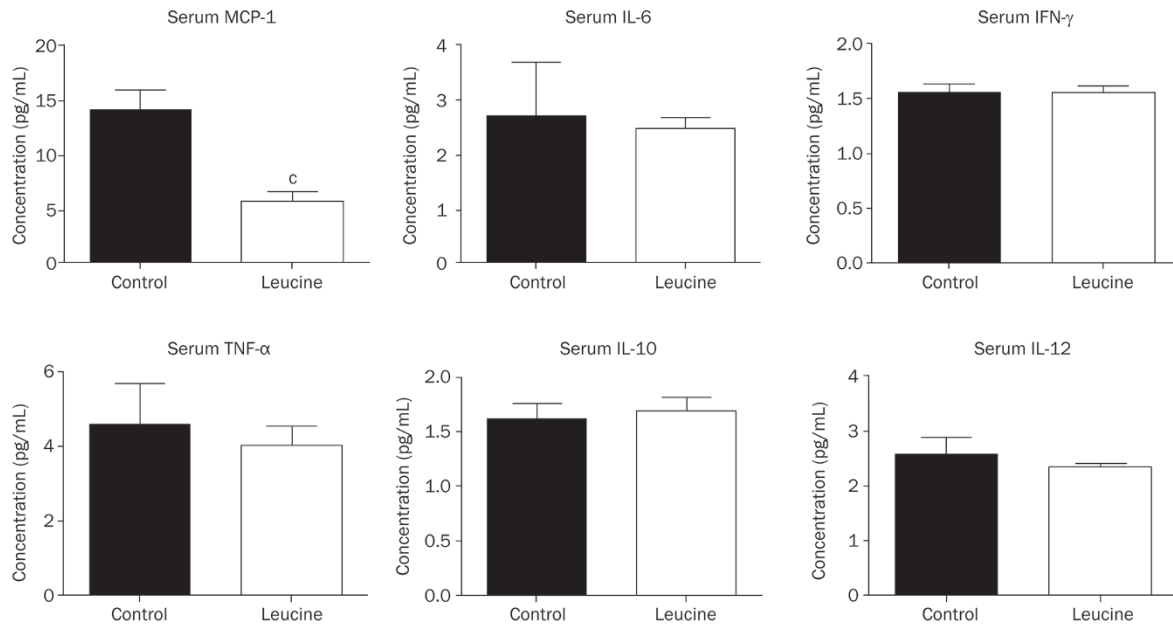 Serum MCP-1
Concentration (pg/mL)
20
15
10
5
0
c
Control Leucine
Serum IL-6
Concentration (pg/mL)
4
3
2
1
0
Control Leucine
Serum IFN-γ
Concentration (pg/mL)
2.0
1.5
1.0
0.5
0.0
Control Leucine
Serum TNF-α
Concentration (pg/mL)
6
4
2
0
Control Leucine
Serum IL-10
Concentration (pg/mL)
2.0
1.5
1.0
0.5
0.0
Control Leucine
Serum IL-12
Concentration (pg/mL)
4
3
2
1
0
Control Leucine